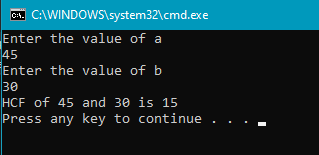 C:\WINDOWS\system32\cmd.exe
Enter the value of a
45
Enter the value of b
30
HCF of 45 and 30 is 15
Press any key to continue . . .